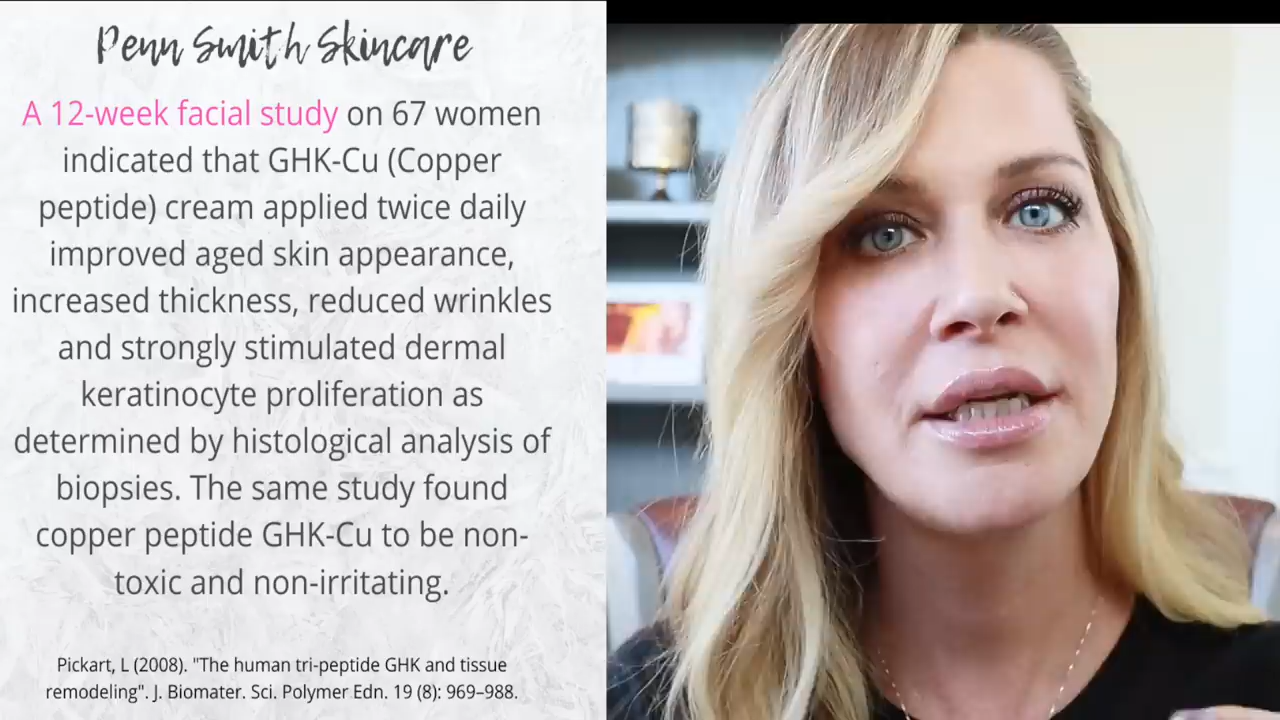 Penn Smith Skincare
A 12-week facial study on 67 women
indicated that GHK-Cu (Copper
peptide) cream applied twice daily
improved aged skin appearance,
increased thickness, reduced wrinkles
and strongly stimulated dermal
keratinocyte proliferation as
determined by histological analysis of
biopsies. The same study found
copper peptide GHK-Cu to be non-
toxic and non-irritating.
Pickart, L (2008). "The human tri-peptide GHK and tissue
remodeling". J. Biomater. Sci. Polymer Edn. 19 (8): 969–988.